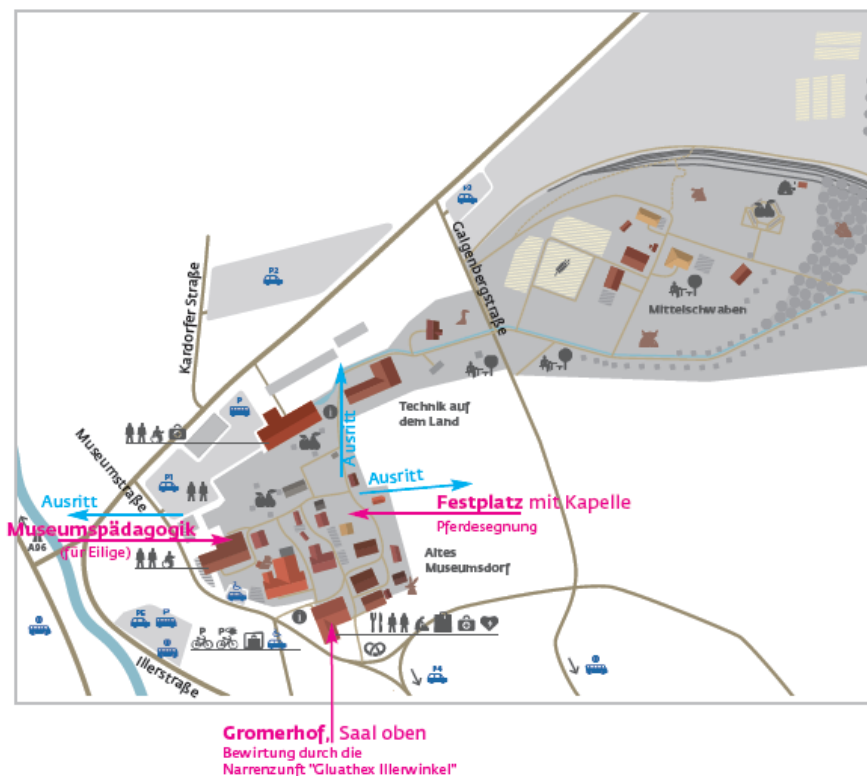 P3
Galgenbergstraße
P2
Kardorfer Straße
Mittelschwaben
P
Technik auf
dem Land
Ausritt
Museumstraße
P1
Ausritt
Ausritt
Festplatz mit Kapelle
Pferdesegnung
Museumspädagogik
(für Eilige)
A96
Altes
Museumsdorf
P
P
P
Illerstraße
P4
Gromerhof, Saal oben
Bewirtung durch die
Narrenzunft "Gluathex Illerwinkel"